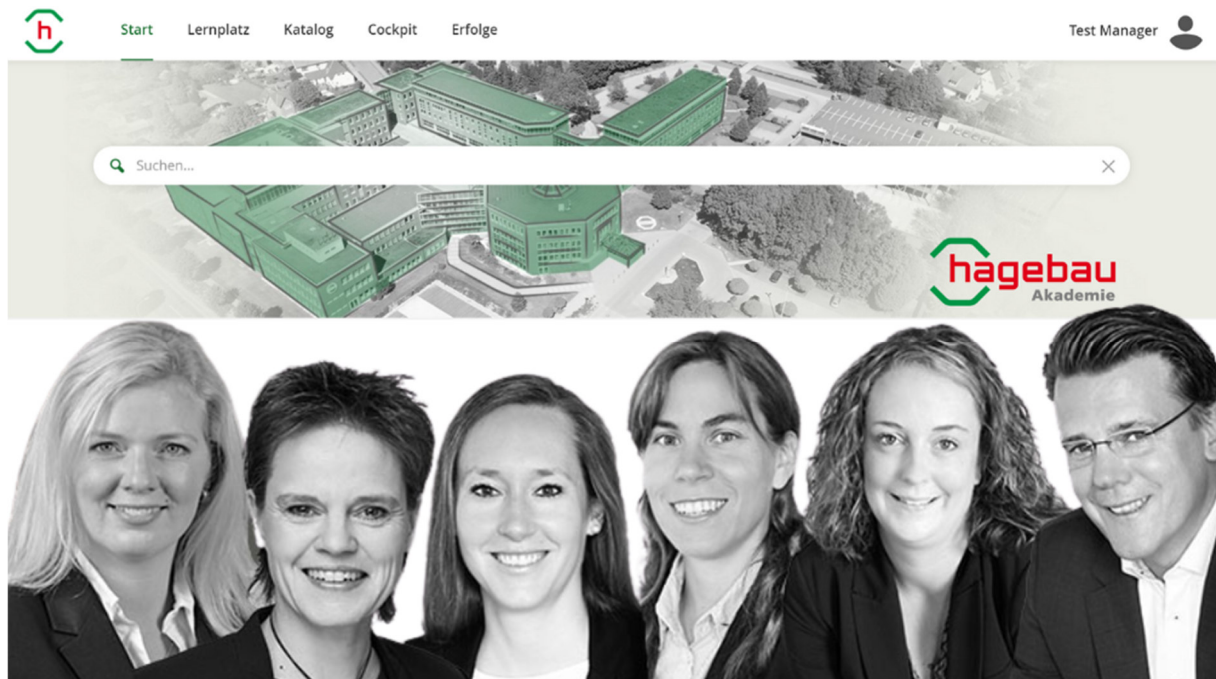 h
Start Lernplatz Katalog Cockpit Erfolge Test Manager
Suchen...
hagebau
Akademie